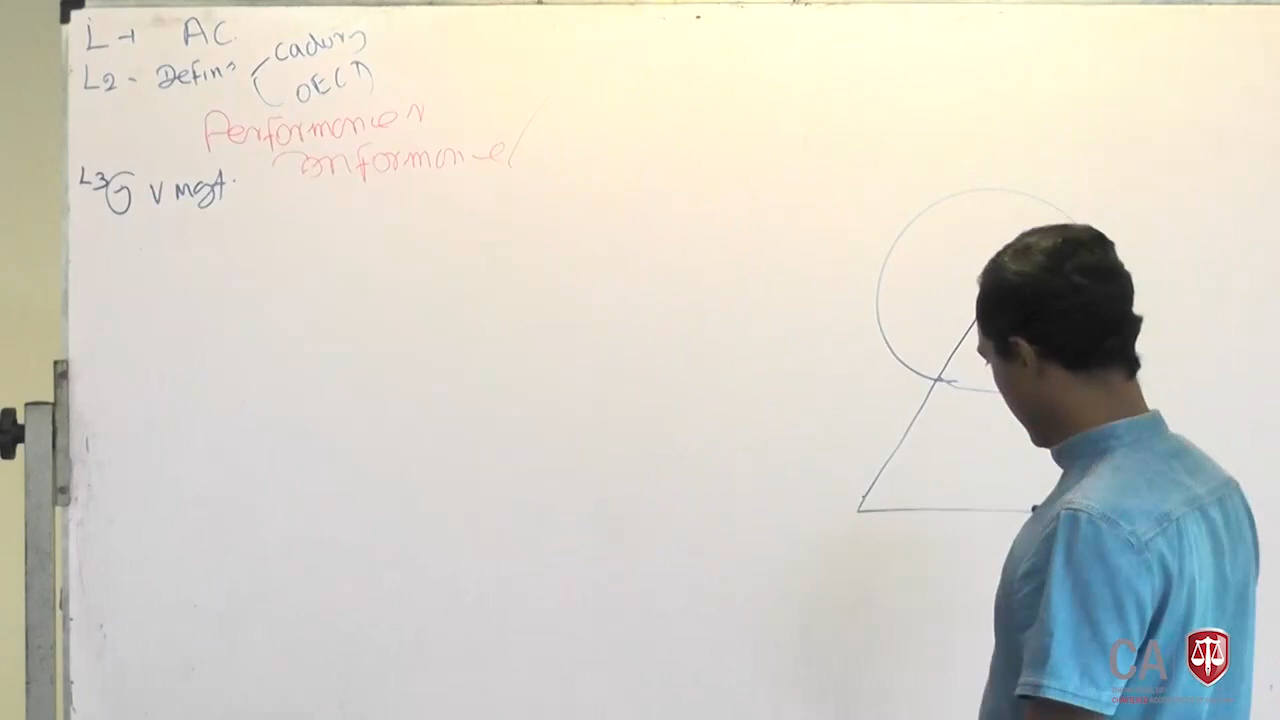 L1 AC
L2 - Defin
Cadbury
OECD
Performance v
Conformance
L3 G v mgt.
CA